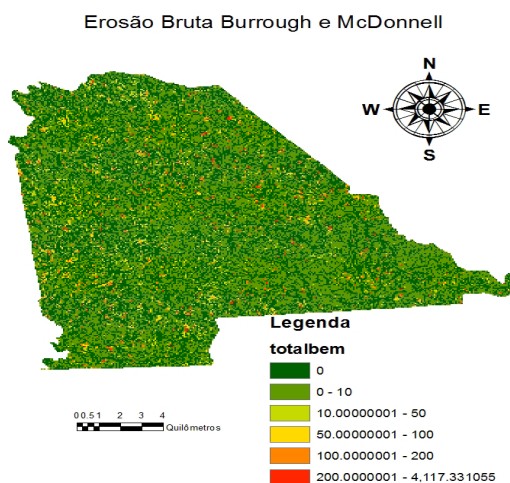 Erosão Bruta Burrough e McDonnell
N
W E
S
Legenda
totalbem
0
0 - 10
10.00000001 - 50
50.00000001 - 100
100.0000001 - 200
200.0000001 - 4,117.331055
0 0.5 1 2 3 4
Quilômetros